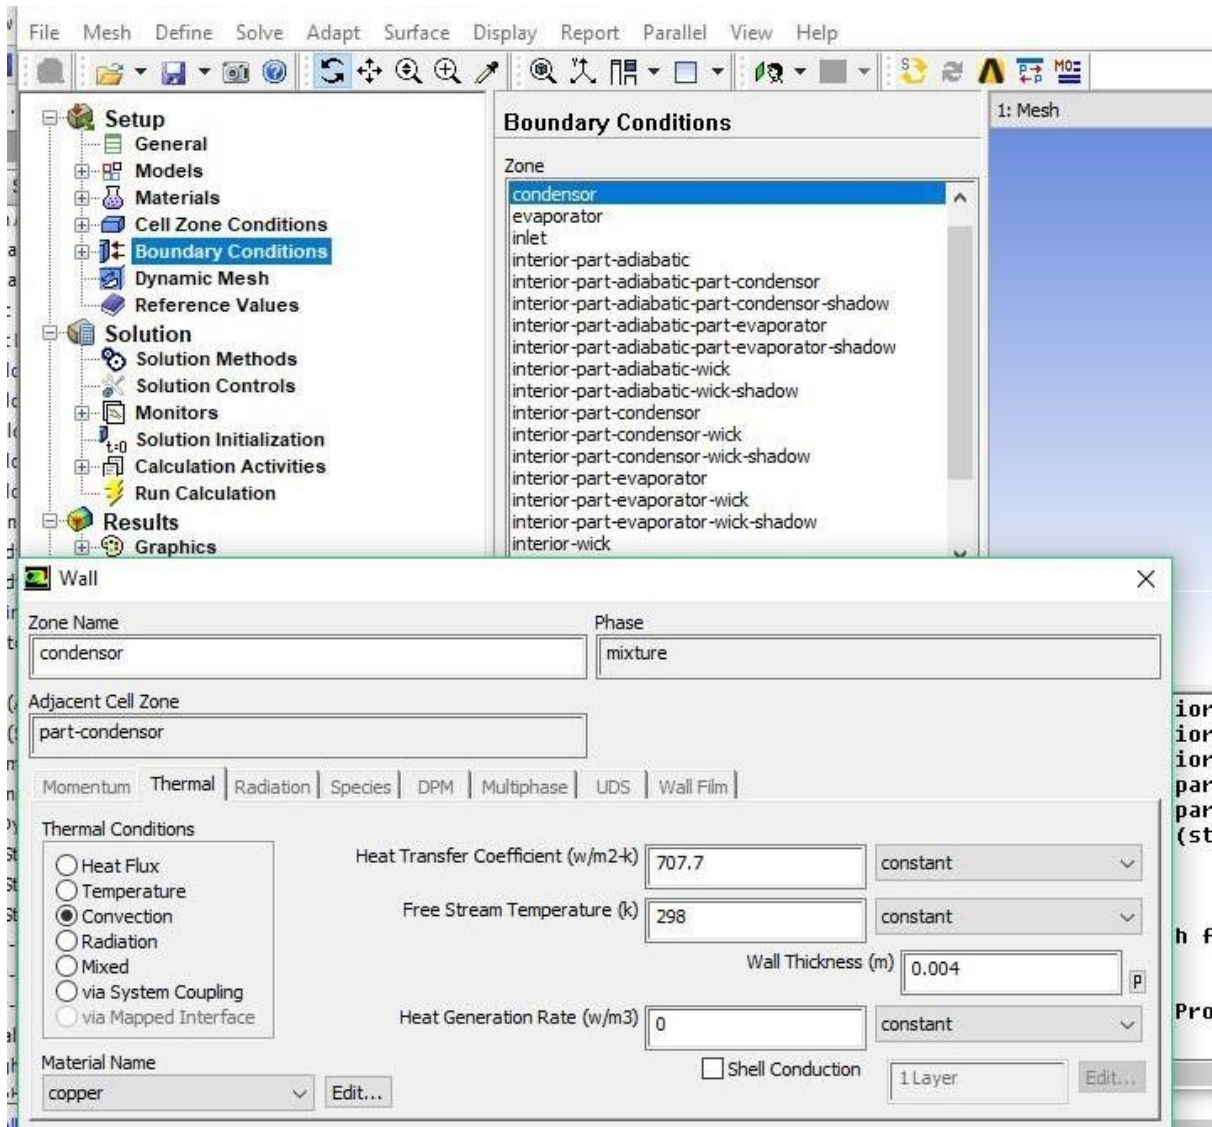 File Mesh Define Solve Adapt Surface Display Report Parallel View Help
Setup
General
Models
Materials
Cell Zone Conditions
Boundary Conditions
Dynamic Mesh
Reference Values
Solution
Solution Methods
Solution Controls
Monitors
Solution Initialization
Calculation Activities
Run Calculation
Results
Graphics
Boundary Conditions
Zone
condensor
evaporator
inlet
interior-part-adiabatic
interior-part-adiabatic-part-condensor
interior-part-adiabatic-part-condensor-shadow
interior-part-adiabatic-part-evaporator
interior-part-adiabatic-part-evaporator-shadow
interior-part-adiabatic-wick
interior-part-adiabatic-wick-shadow
interior-part-condensor
interior-part-condensor-wick
interior-part-condensor-wick-shadow
interior-part-evaporator
interior-part-evaporator-wick
interior-part-evaporator-wick-shadow
interior-wick
1: Mesh
Wall
Zone Name
condensor
Phase
mixture
Adjacent Cell Zone
part-condensor
Momentum Thermal Radiation Species DPM Multiphase UDS Wall Film
Thermal Conditions
Heat Flux
Temperature
Convection
Radiation
Mixed
via System Coupling
via Mapped Interface
Material Name
copper Edit...
Heat Transfer Coefficient (w/m2-k) 707.7 constant
Free Stream Temperature (k) 298 constant
Wall Thickness (m) 0.004 P
Heat Generation Rate (w/m3) 0 constant
Shell Conduction 1 Layer Edit...
ior
ior
ior
par
par
(st
h f
Pro